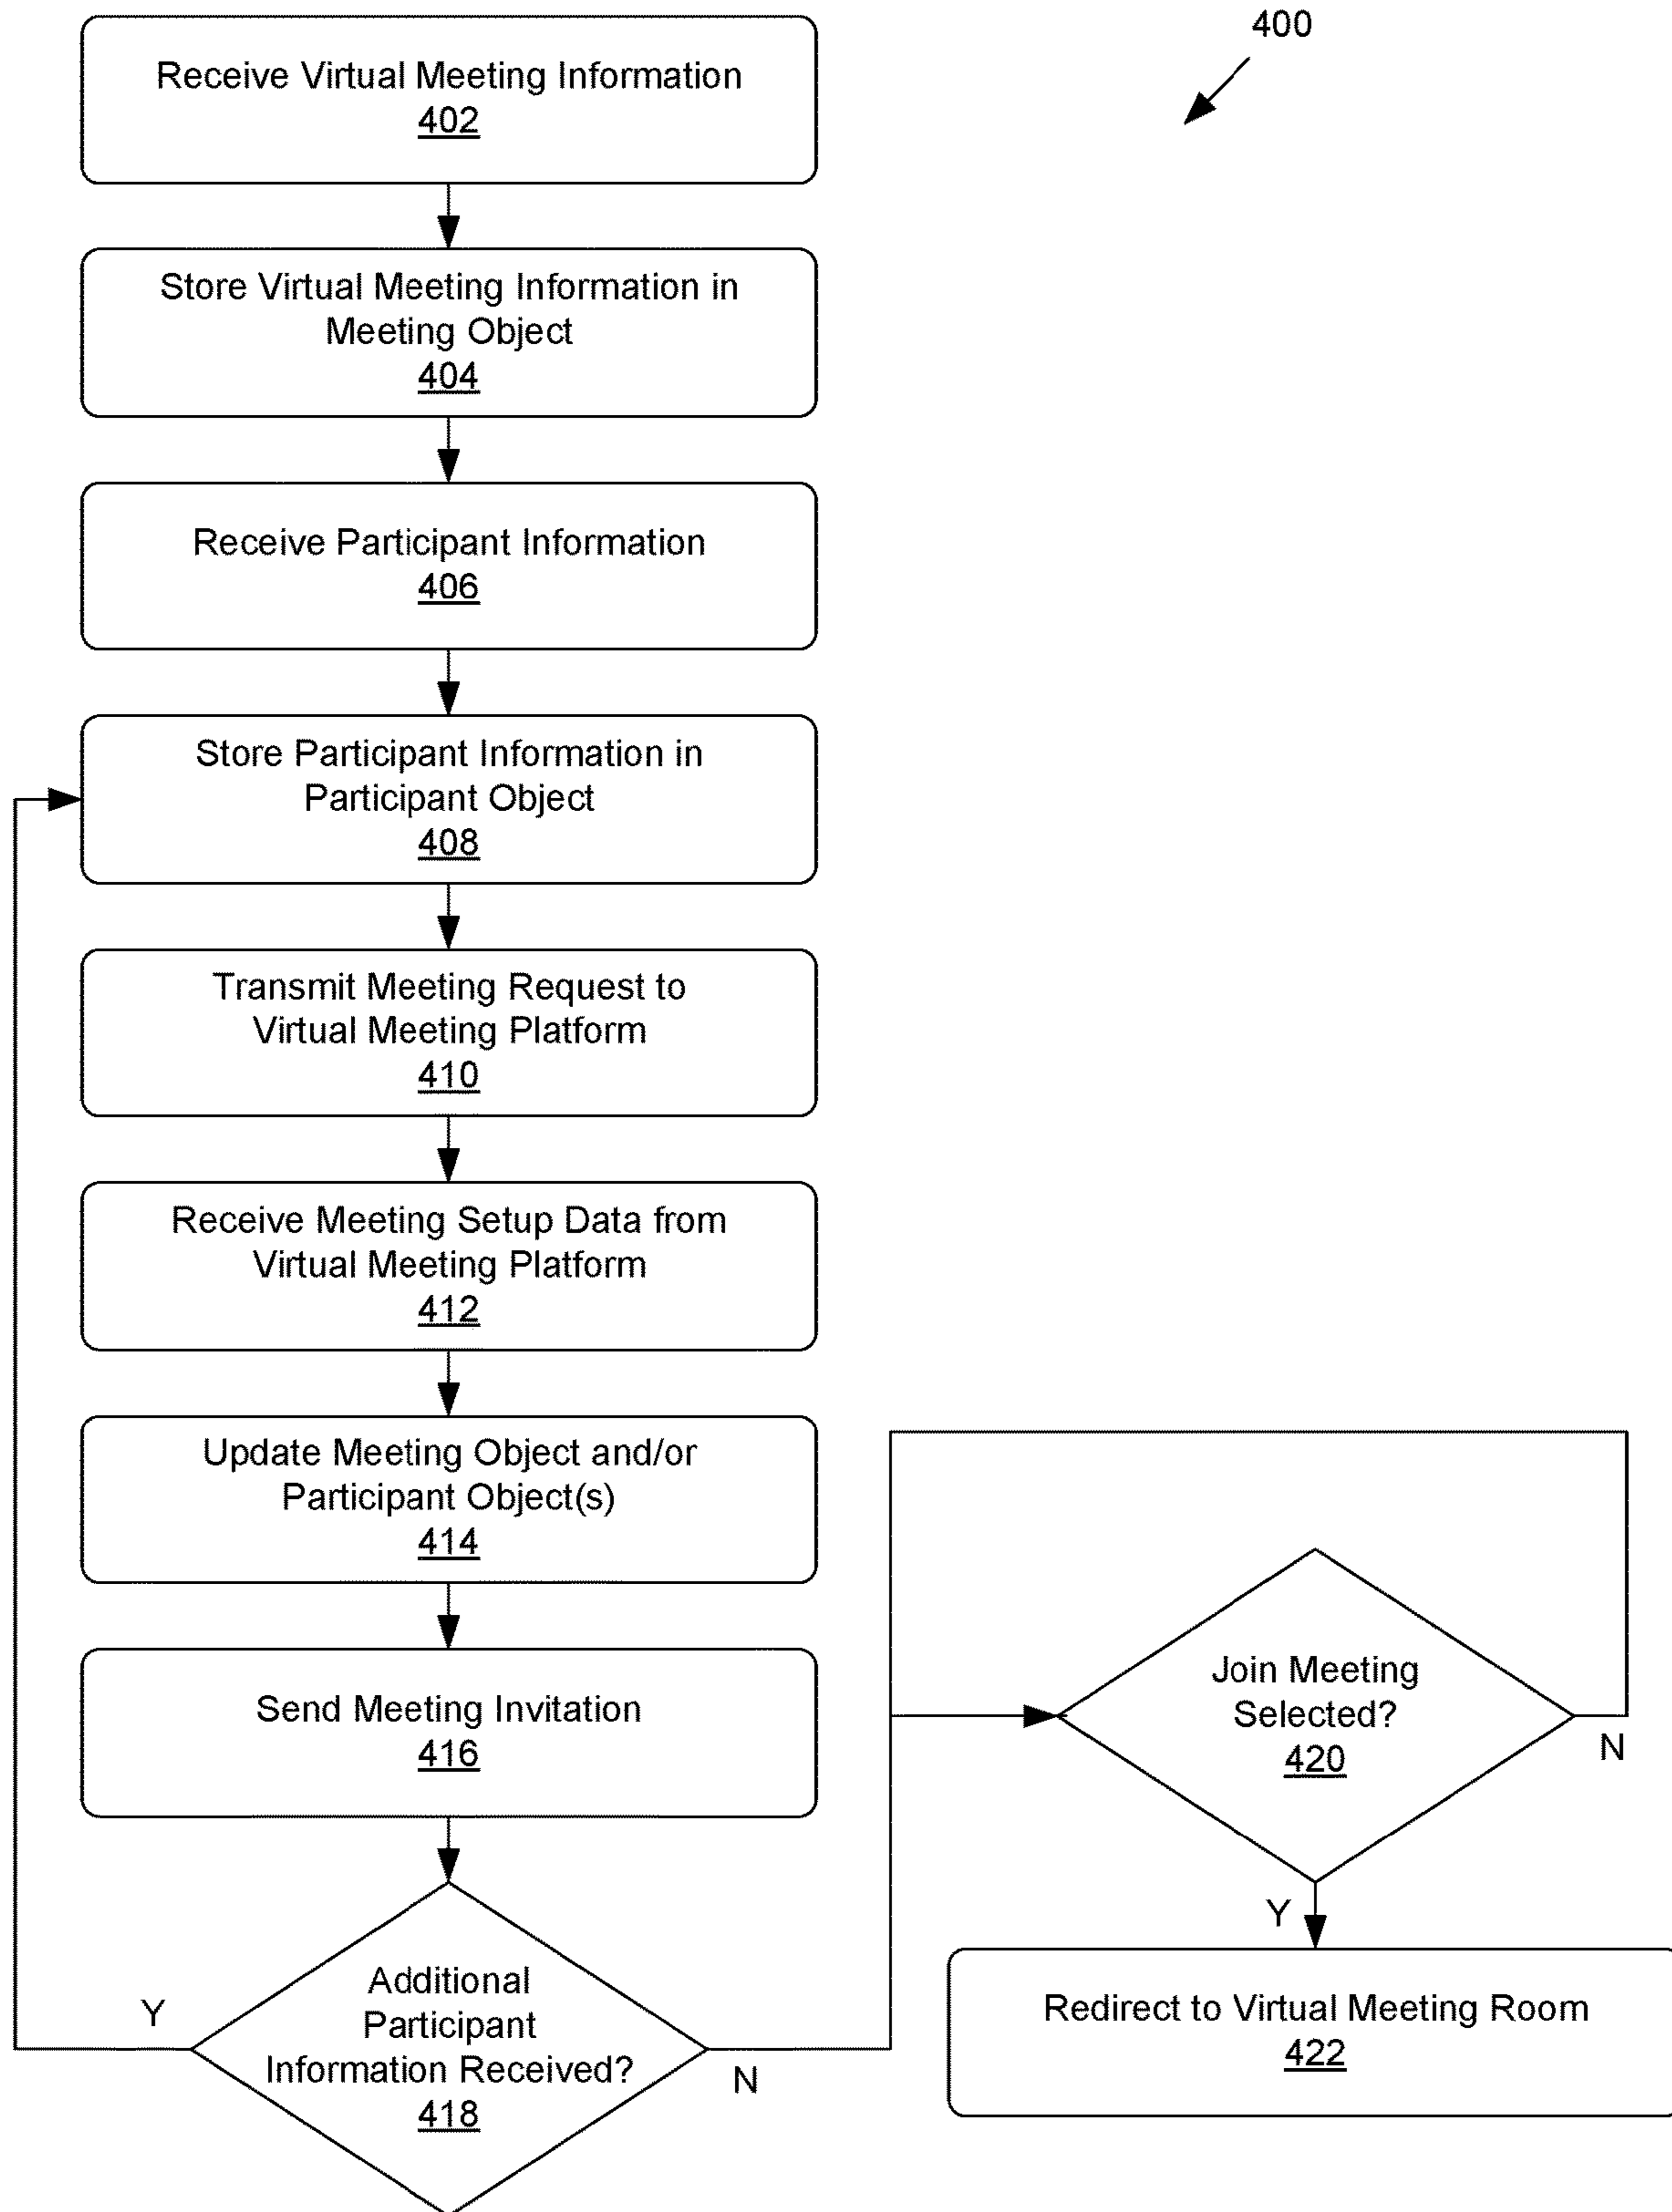 400
Receive Virtual Meeting Information
402
Store Virtual Meeting Information in
Meeting Object
404
Receive Participant Information
406
Store Participant Information in
Participant Object
408
Transmit Meeting Request to
Virtual Meeting Platform
410
Receive Meeting Setup Data from
Virtual Meeting Platform
412
Update Meeting Object and/or
Participant Object(s)
414
Send Meeting Invitation
416
Additional
Participant
Information Received?
418
Y
N
Join Meeting
Selected?
420
N
Y
Redirect to Virtual Meeting Room
422